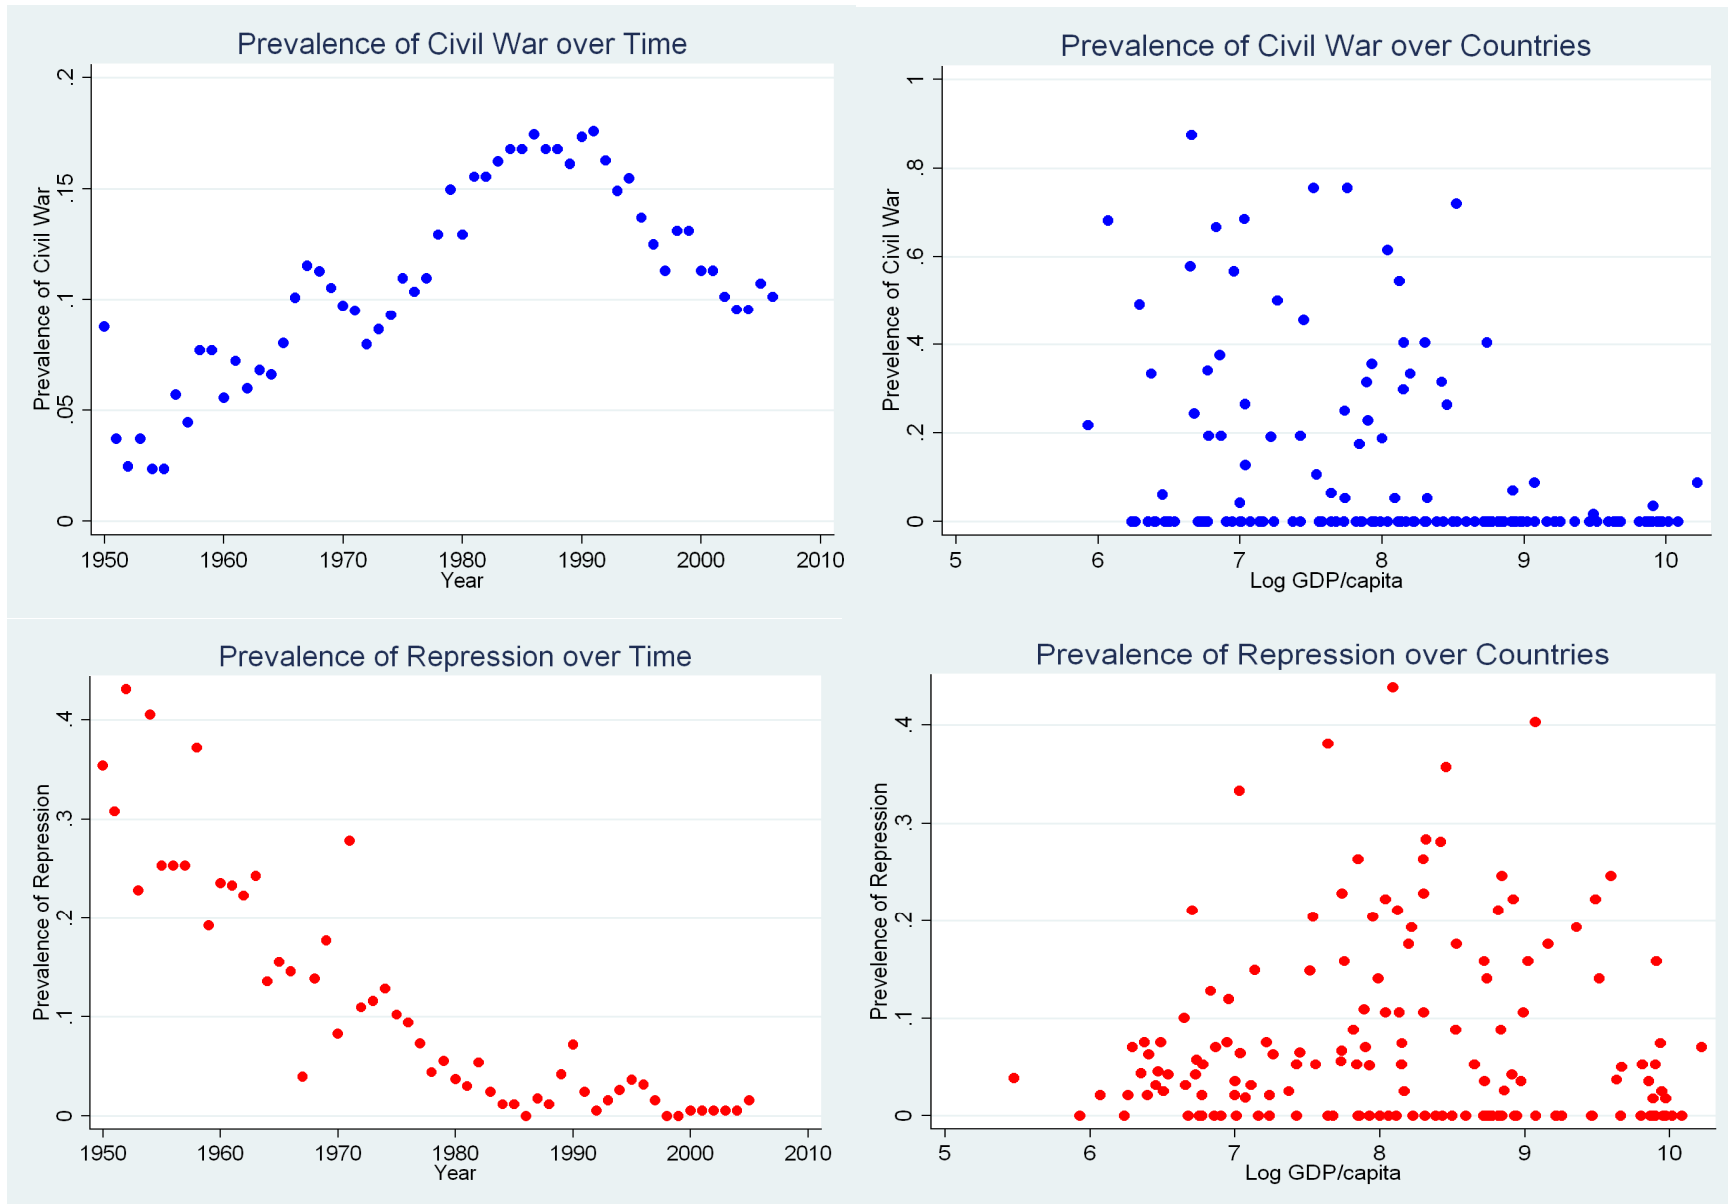 Prevalence of Civil War over Time
Prevalence of Civil War
.2
.15
.1
.05
0
1950 1960 1970 1980 1990 2000 2010
Year
Prevalence of Civil War over Countries
Prevelence of Civil War
1
.8
.6
.4
.2
0
5 6 7 8 9 10
Log GDP/capita
Prevalence of Repression over Time
Prevalence of Repression
.4
.3
.2
.1
0
1950 1960 1970 1980 1990 2000 2010
Year
Prevalence of Repression over Countries
Prevelence of Repression
.4
.3
.2
.1
0
5 6 7 8 9 10
Log GDP/capita